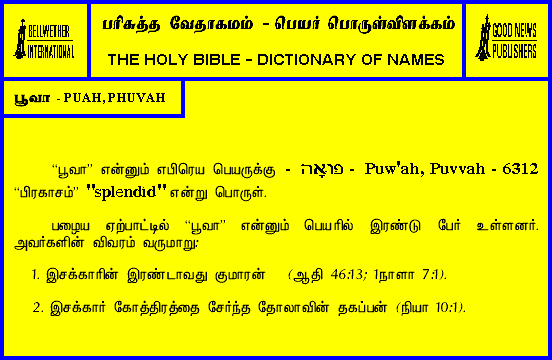 BELLWETHER
INTERNATIONAL
பரிசுத்த வேதாகமம் - பெயர் பொருள்விளக்கம்
THE HOLY BIBLE - DICTIONARY OF NAMES
GOOD NEWS
PUBLISHERS
பூவா - PUAH, PHUVAH
“பூவா” என்னும் எபிரெய பெயருக்கு - פּוּאָה - Puw'ah, Puvvah - 6312
“பிரகாசம்” "splendid" என்று பொருள்.
பழைய ஏற்பாட்டில் “பூவா” என்னும் பெயரில் இரண்டு பேர் உள்ளனர்.
அவர்களின் விவரம் வருமாறு:
1. இசக்காரின் இரண்டாவது குமாரன் (ஆதி 46:13; 1நாளா 7:1).
2. இசக்கார் கோத்திரத்தை சேர்ந்த தோலாவின் தகப்பன் (நியா 10:1).